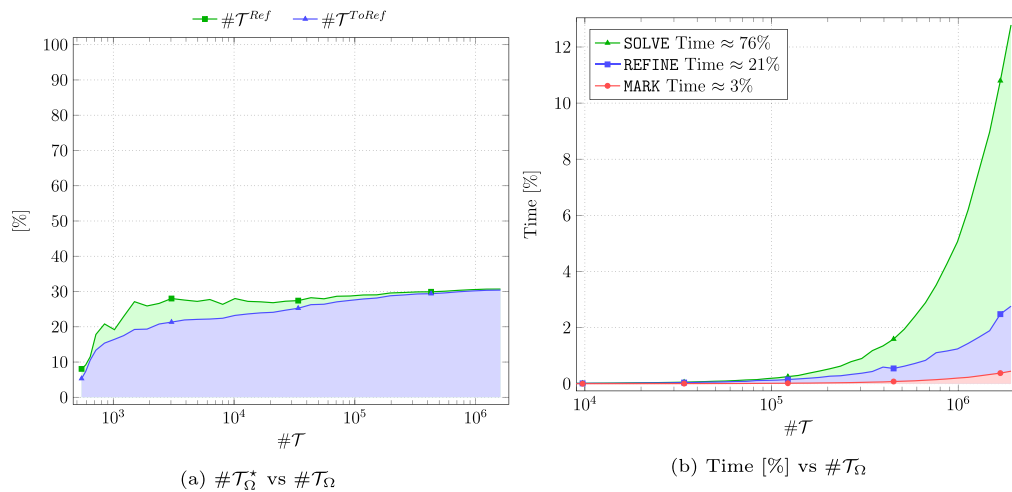 #𝒯^Ref #𝒯^ToRef
100
90
80
70
60
50
40
30
20
10
0
[%]
10^3 10^4 10^5 10^6
#𝒯
(a) #𝒯_Ω^⋆ vs #𝒯_Ω
SOLVE Time ≈ 76%
REFINE Time ≈ 21%
MARK Time ≈ 3%
12
10
8
6
4
2
0
Time [%]
10^4 10^5 10^6
#𝒯
(b) Time [%] vs #𝒯_Ω